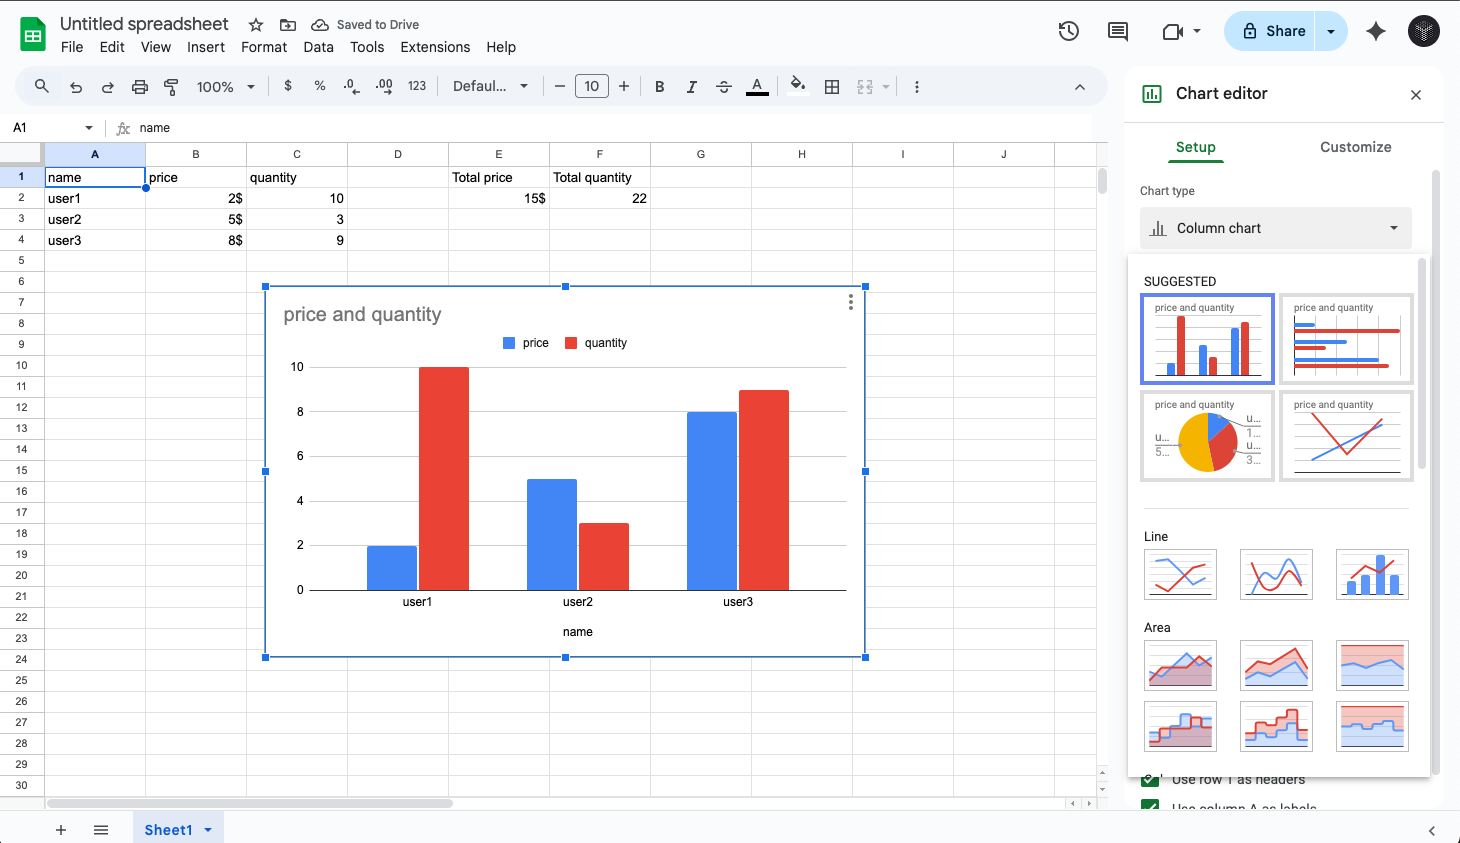 Untitled spreadsheet
Saved to Drive
File Edit View Insert Format Data Tools Extensions Help
Share
100% $ % .0 .00 123 Defaul... 10 B I A
A1 fx name
A B C D E F G H I J
1 name price quantity Total price Total quantity
2 user1 2$ 10 15$ 22
3 user2 5$ 3
4 user3 8$ 9
5
6
7
8
9
10
11
12
13
14
15
16
17
18
19
20
21
22
23
24
25
26
27
28
29
30
price and quantity
price quantity
10
8
6
4
2
0
user1 user2 user3
name
Chart editor
Setup Customize
Chart type
Column chart
SUGGESTED
price and quantity
price and quantity
price and quantity
u...
1...
u...
3...
u...
5...
price and quantity
Line
Area
Use row 1 as headers
Use column A as labels
Sheet1